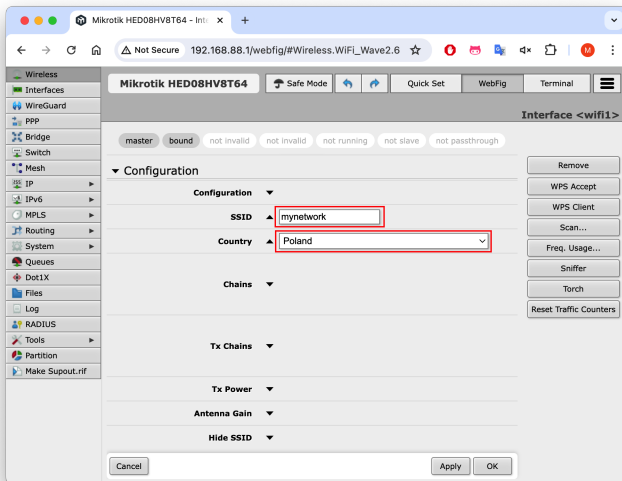 Mikrotik HED08HV8T64 - Inte
Not Secure 192.168.88.1/webfig/#Wireless.WiFi_Wave2.6
M
Wireless
Interfaces
WireGuard
PPP
Bridge
Switch
Mesh
IP
IPv6
MPLS
Routing
System
Queues
Dot1X
Files
Log
RADIUS
Tools
Partition
Make Supout.rif
Mikrotik HED08HV8T64 Safe Mode Quick Set WebFig Terminal
Interface <wifi1>
master bound not invalid not invalid not running not slave not passthrough
Configuration
Configuration
SSID mynetwork
Country Poland
Chains
Tx Chains
Tx Power
Antenna Gain
Hide SSID
Remove
WPS Accept
WPS Client
Scan...
Freq. Usage...
Sniffer
Torch
Reset Traffic Counters
Cancel Apply OK